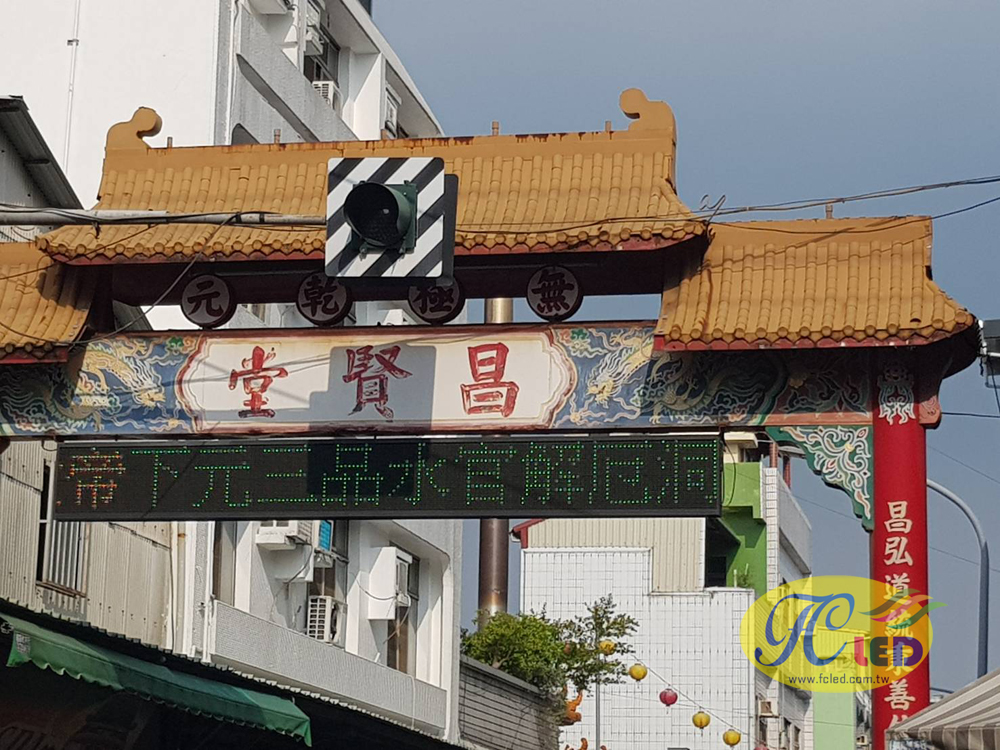 無極乾元
昌賢堂
帝下元三品水官解厄洞
昌弘道
善
FC LED
www.fcled.com.tw